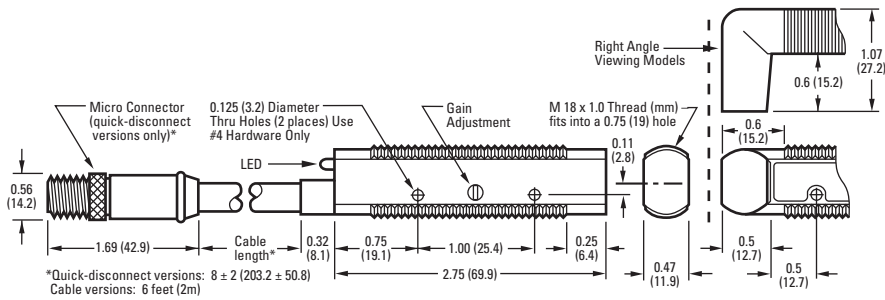 Right Angle
Viewing Models
1.07
(27.2)
0.6 (15.2)
Micro Connector
(quick-disconnect
versions only)*
0.125 (3.2) Diameter
Thru Holes (2 places) Use
#4 Hardware Only
Gain
Adjustment
M 18 x 1.0 Thread (mm)
fits into a 0.75 (19) hole
0.6
(15.2)
0.11
(2.8)
LED
0.56
(14.2)
1.69 (42.9)
Cable
length*
0.32
(8.1)
0.75
(19.1)
1.00 (25.4)
0.25
(6.4)
2.75 (69.9)
0.47
(11.9)
0.5
(12.7)
0.5
(12.7)
*Quick-disconnect versions: 8 ± 2 (203.2 ± 50.8)
Cable versions: 6 feet (2m)